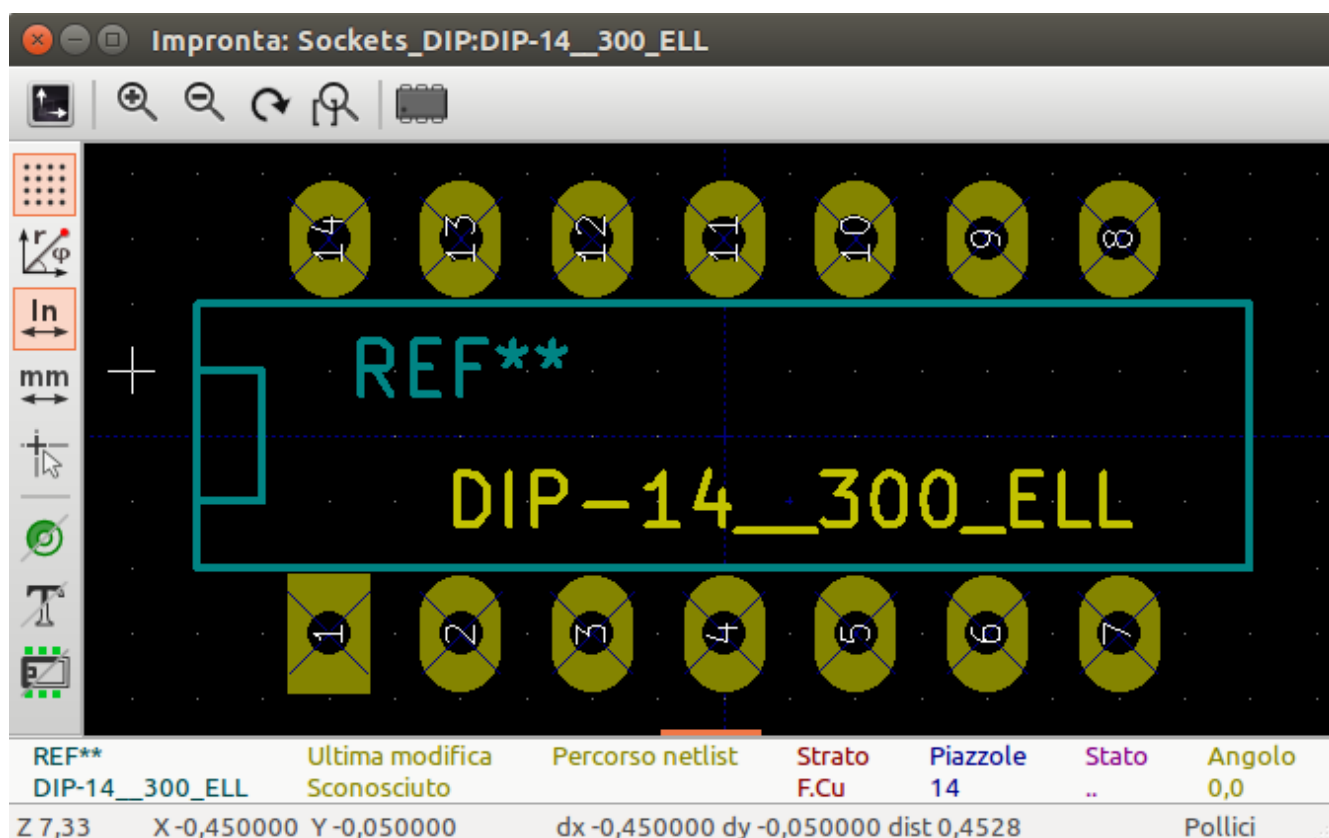 Impronta: Sockets_DIP:DIP-14__300_ELL
14 13 12 11 10 9 8
r
φ
In
mm
REF**
DIP-14__300_ELL
1 2 3 4 5 6 7
REF** Ultima modifica Percorso netlist Strato Piazzole Stato Angolo
DIP-14__300_ELL Sconosciuto F.Cu 14 .. 0,0
Z 7,33 X -0,450000 Y -0,050000 dx -0,450000 dy -0,050000 dist 0,4528 Pollici